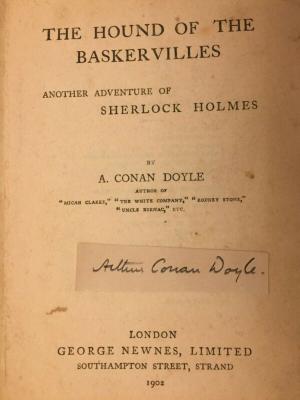 THE HOUND OF THE
BASKERVILLES
ANOTHER ADVENTURE OF
SHERLOCK HOLMES
BY
A. CONAN DOYLE
AUTHOR OF
"MICAH CLARKE," "THE WHITE COMPANY," "RODNEY STONE,"
"UNCLE BERNAC," ETC.
Arthur Conan Doyle.
LONDON
GEORGE NEWNES, LIMITED
SOUTHAMPTON STREET, STRAND
1902